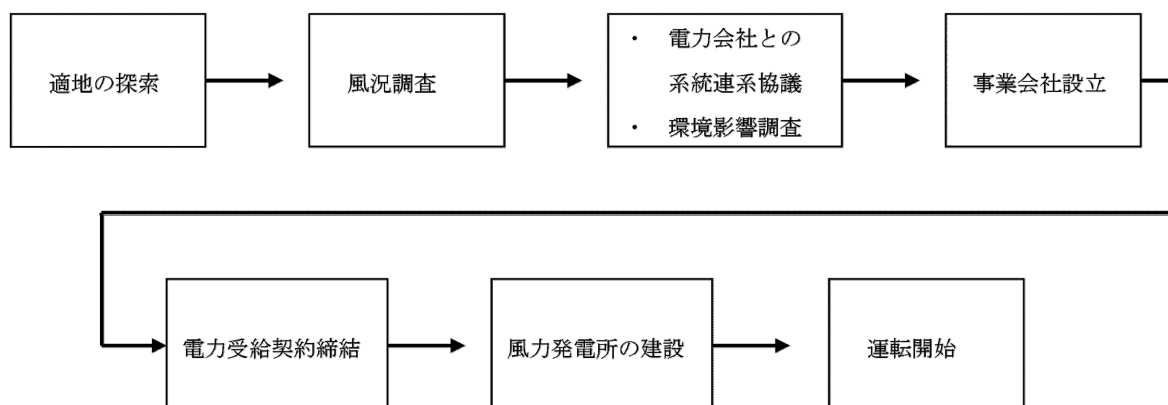 適地の探索
風況調査
・ 電力会社との
系統連系協議
・ 環境影響調査
事業会社設立
電力受給契約締結
風力発電所の建設
運転開始